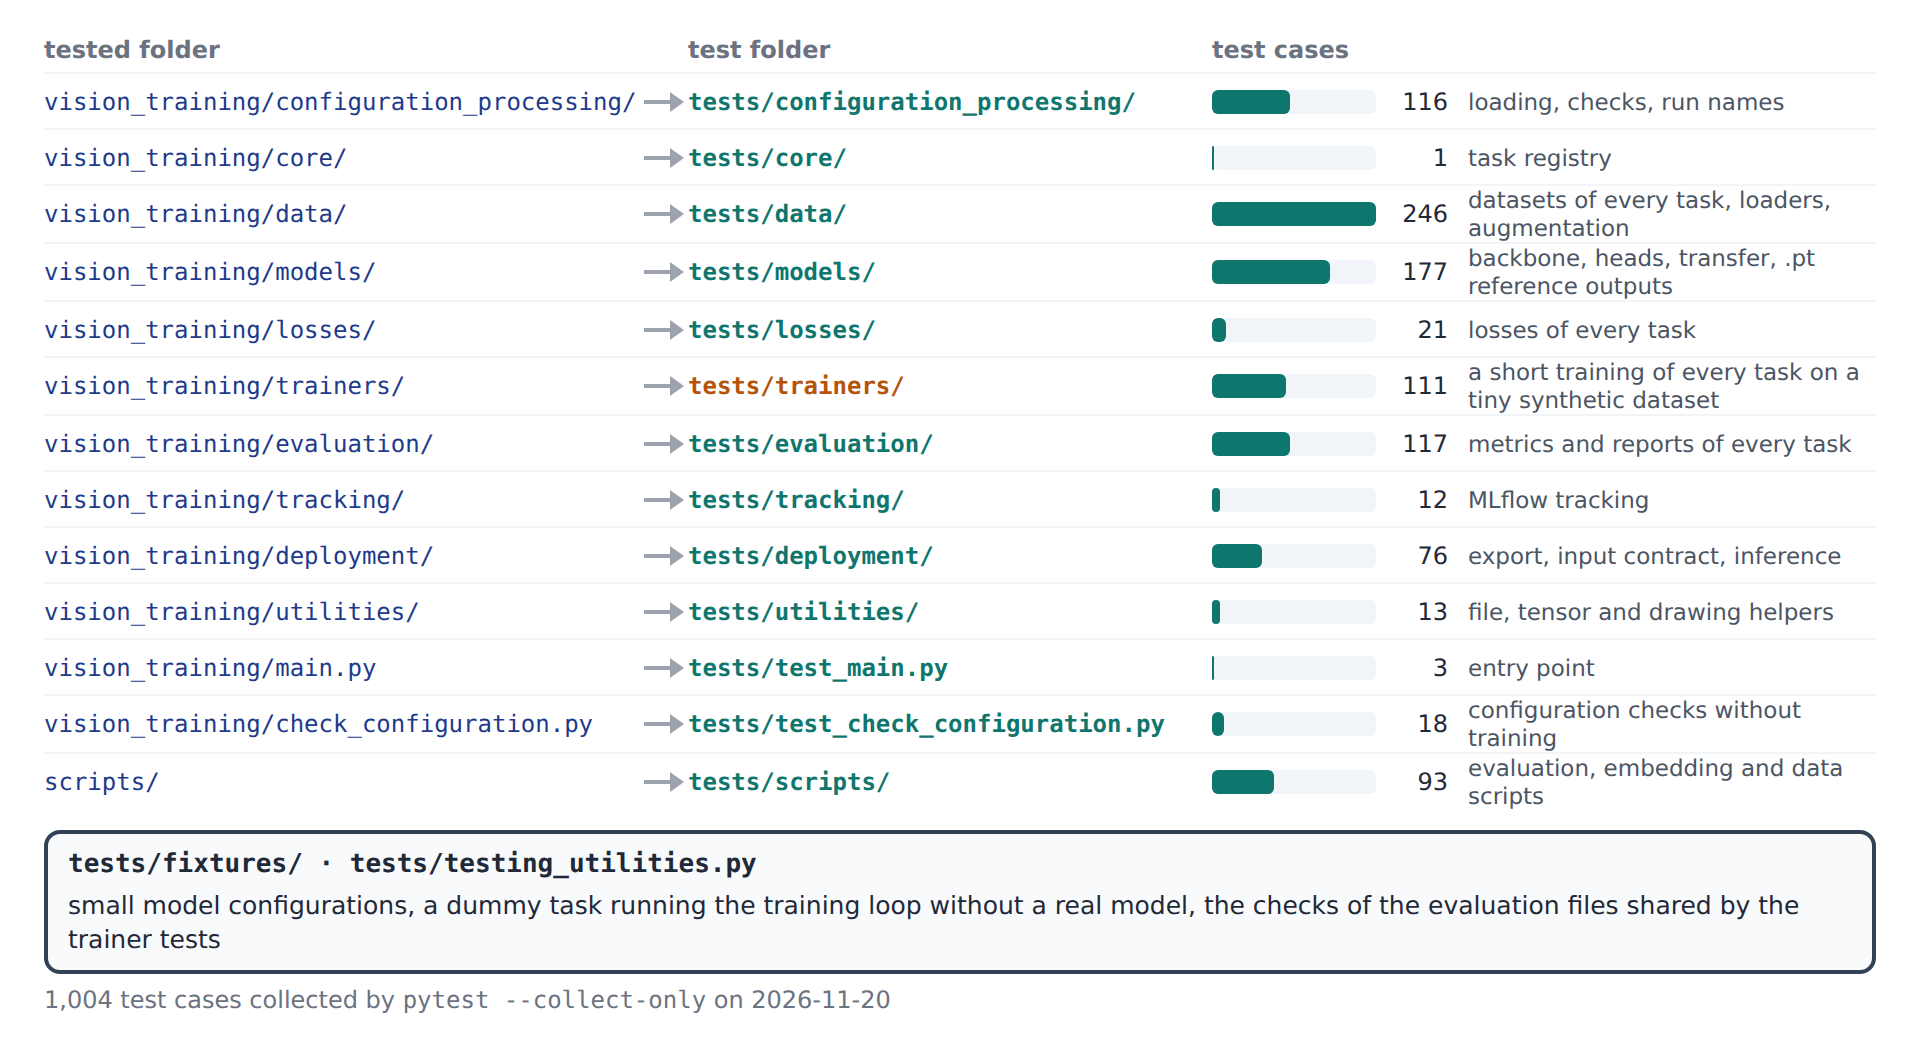 tested folder test folder test cases
vision_training/configuration_processing/ tests/configuration_processing/ 116 loading, checks, run names
vision_training/core/ tests/core/ 1 task registry
vision_training/data/ tests/data/ 246 datasets of every task, loaders,
augmentation
vision_training/models/ tests/models/ 177 backbone, heads, transfer, .pt
reference outputs
vision_training/losses/ tests/losses/ 21 losses of every task
vision_training/trainers/ tests/trainers/ 111 a short training of every task on a
tiny synthetic dataset
vision_training/evaluation/ tests/evaluation/ 117 metrics and reports of every task
vision_training/tracking/ tests/tracking/ 12 MLflow tracking
vision_training/deployment/ tests/deployment/ 76 export, input contract, inference
vision_training/utilities/ tests/utilities/ 13 file, tensor and drawing helpers
vision_training/main.py tests/test_main.py 3 entry point
vision_training/check_configuration.py tests/test_check_configuration.py 18 configuration checks without
training
scripts/ tests/scripts/ 93 evaluation, embedding and data
scripts
tests/fixtures/ · tests/testing_utilities.py
small model configurations, a dummy task running the training loop without a real model, the checks of the evaluation files shared by the
trainer tests
1,004 test cases collected by pytest --collect-only on 2026-11-20